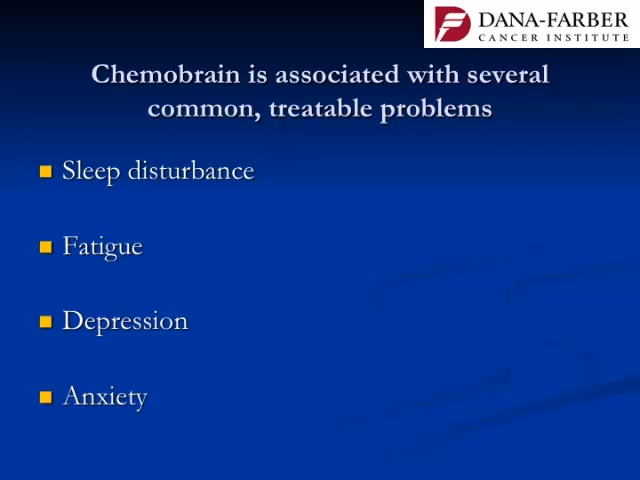 DANA-FARBER
CANCER INSTITUTE
Chemobrain is associated with several
common, treatable problems
Sleep disturbance
Fatigue
Depression
Anxiety